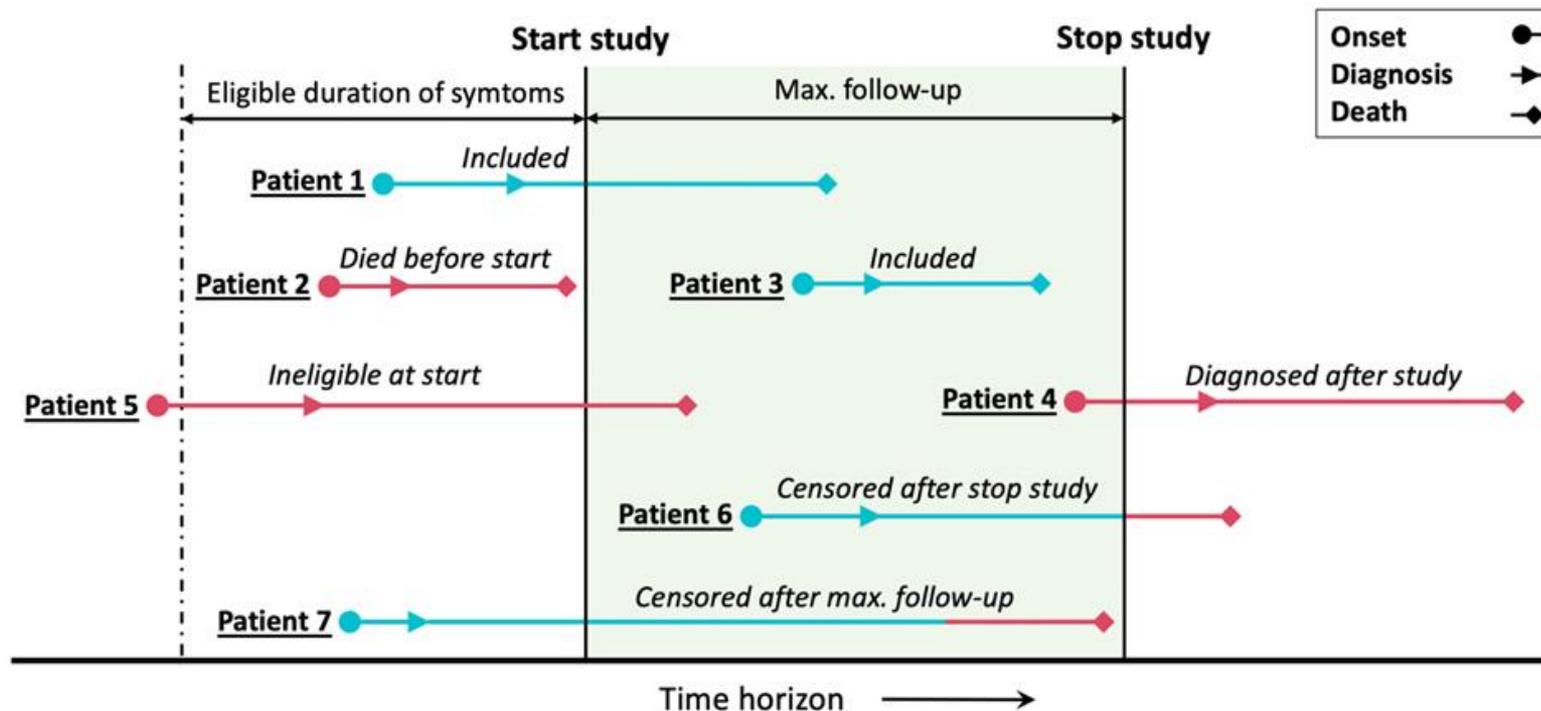 Start study
Stop study
Onset
Diagnosis
Death
Eligible duration of symtoms
Max. follow-up
Included
Patient 1
Died before start
Patient 2
Included
Patient 3
Ineligible at start
Patient 5
Diagnosed after study
Patient 4
Censored after stop study
Patient 6
Censored after max. follow-up
Patient 7
Time horizon